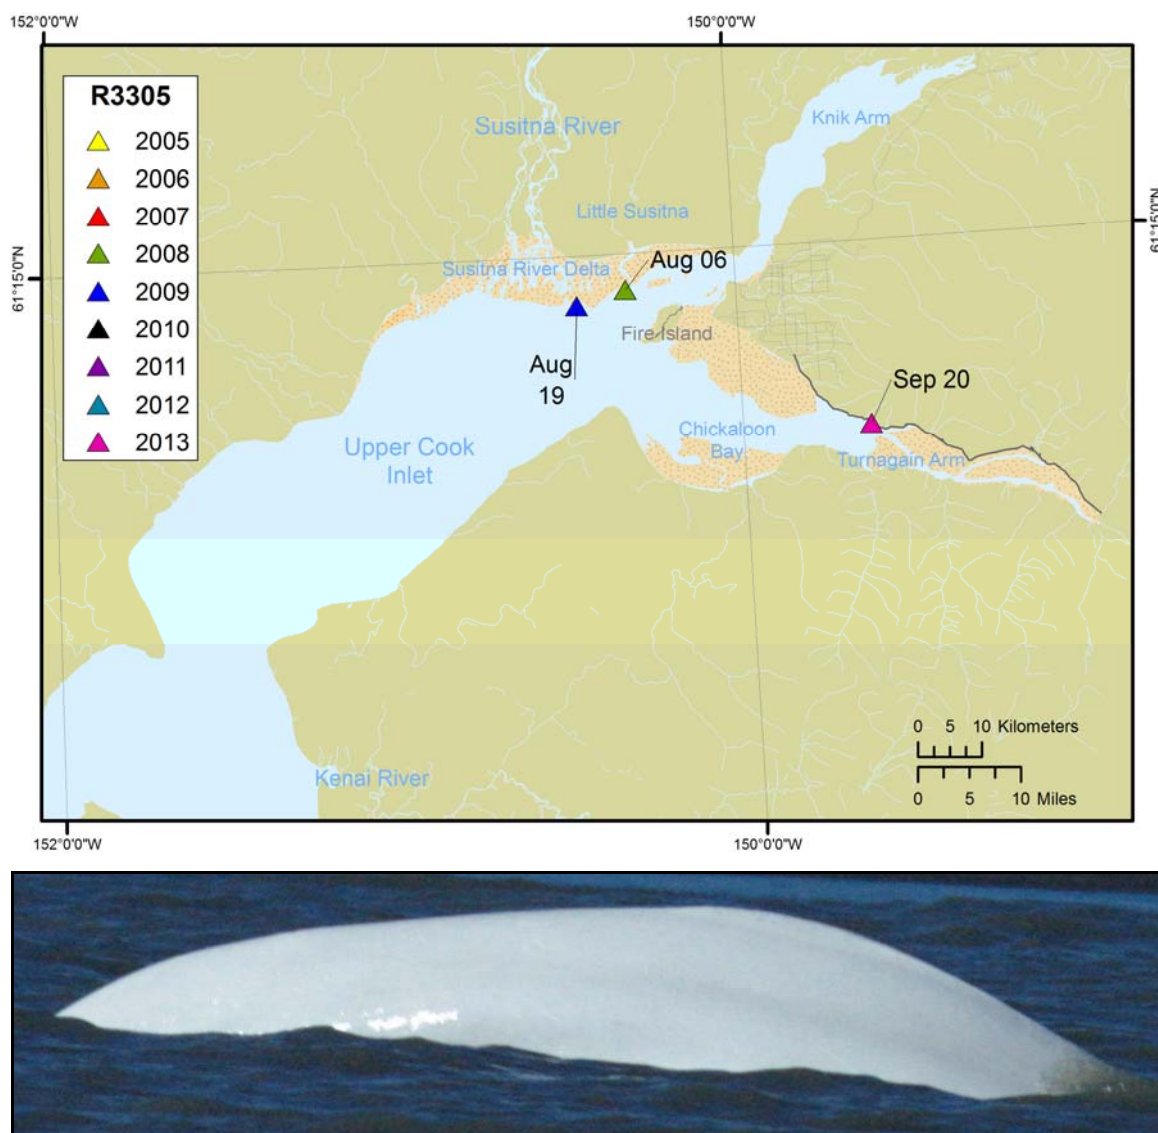 152°0'0"W
150°0'0"W
R3305
2005
2006
2007
2008
2009
2010
2011
2012
2013
Susitna River
Knik Arm
Little Susitna
61°15'0"N
61°15'0"N
Susitna River Delta
Aug 06
Fire Island
Aug
19
Sep 20
Chickaloon
Bay
Upper Cook
Inlet
Turnagain Arm
0 5 10 Kilometers
0 5 10 Miles
Kenai River
152°0'0"W
150°0'0"W